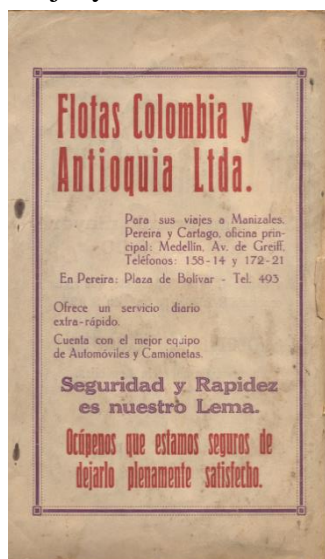 Flotas Colombia y
Antioquia Ltda.
Para sus viajes a Manizales,
Pereira y Cartago, oficina prin-
cipal: Medellín, Av. de Greiff,
Teléfonos: 158-14 y 172-21
En Pereira: Plaza de Bolívar - Tel. 493
Ofrece un servicio diario
extra-rápido.
Cuenta con el mejor equipo
de Automóviles y Camionetas.
Seguridad y Rapidez
es nuestro Lema.
Ocúpenos que estamos seguros de
dejarlo plenamente satisfecho.